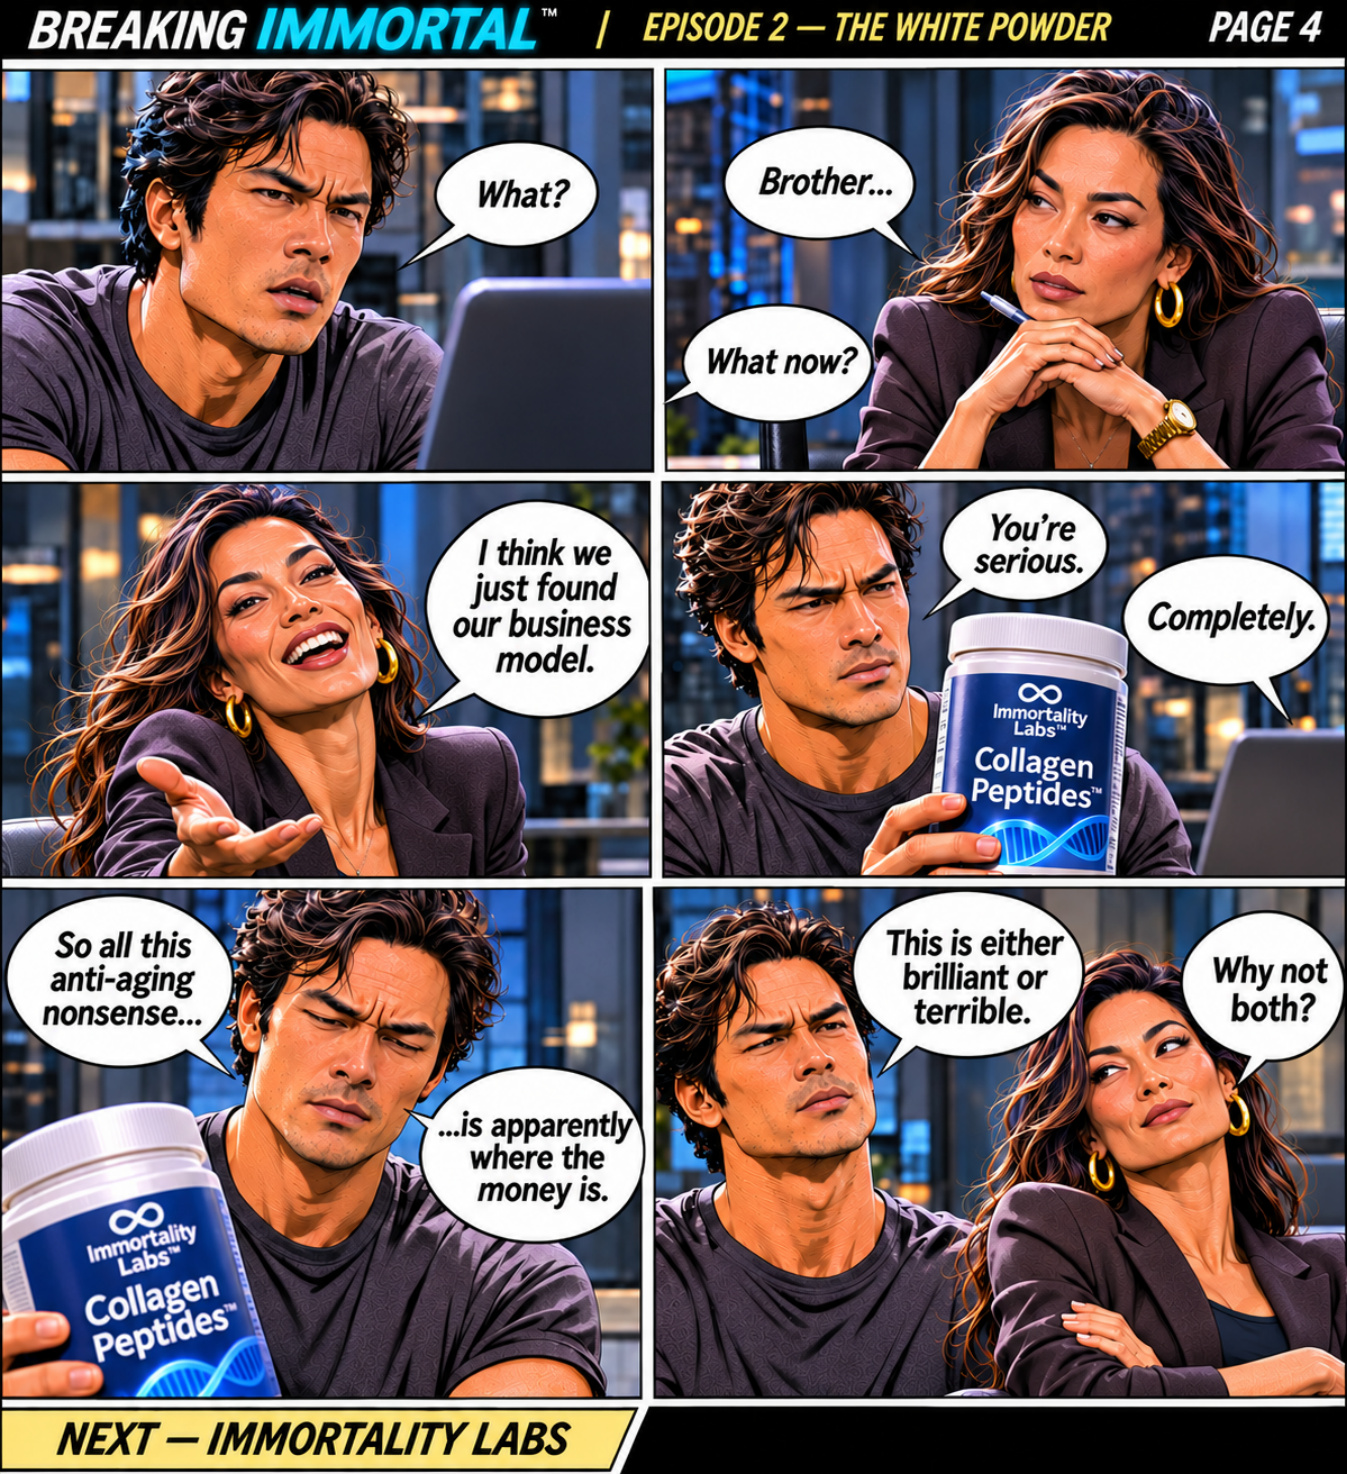 BREAKING IMMORTAL™ | EPISODE 2 — THE WHITE POWDER PAGE 4
What?
Brother...
What now?
I think we
just found
our business
model.
You're
serious.
Completely.
Immortality
Labs™
Collagen
Peptides™
So all this
anti-aging
nonsense...
...is apparently
where the
money is.
Immortality
Labs™
Collagen
Peptides™
This is either
brilliant or
terrible.
Why not
both?
NEXT — IMMORTALITY LABS